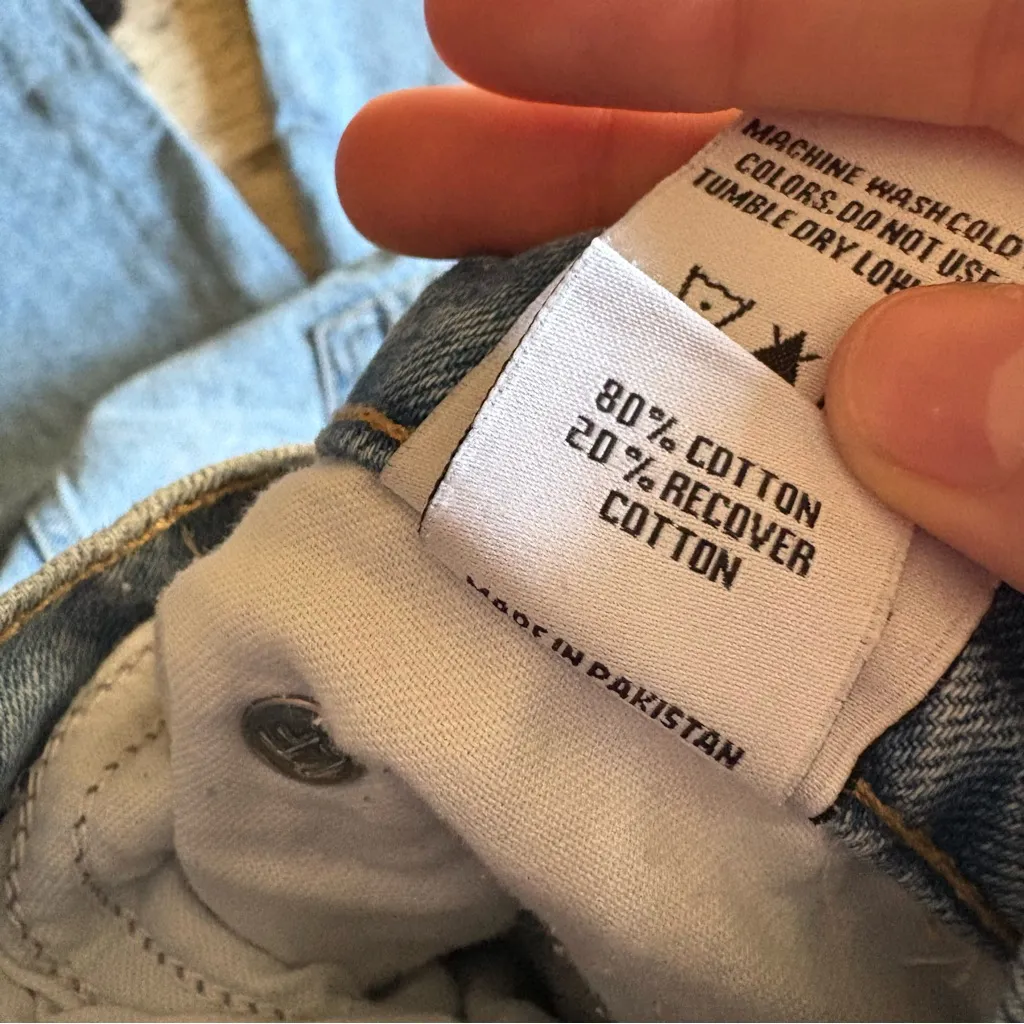 MACHINE WASH COLD
COLORS. DO NOT USE
TUMBLE DRY LOW
80% COTTON
20% RECOVER
COTTON
MADE IN PAKISTAN